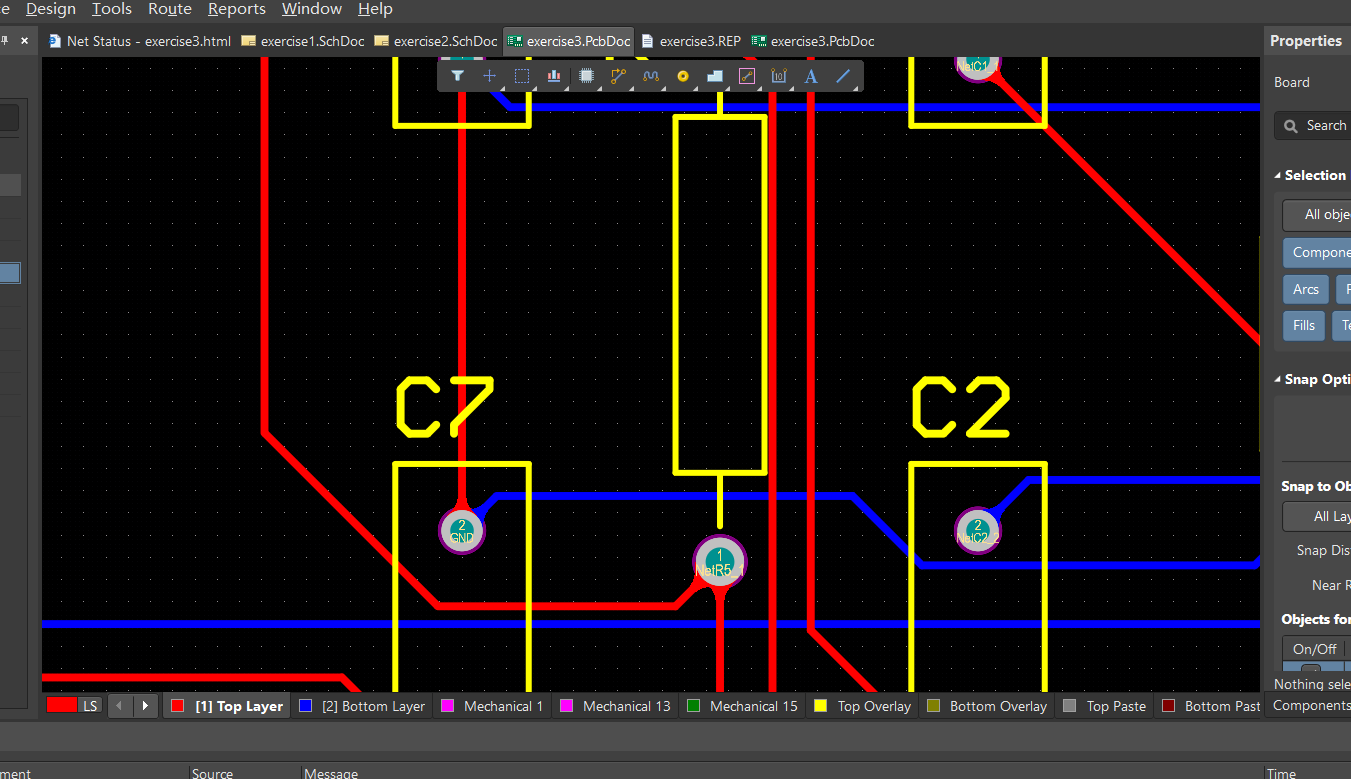 e Design Tools Route Reports Window Help
Net Status - exercise3.html exercise1.SchDoc exercise2.SchDoc exercise3.PcbDoc exercise3.REP exercise3.PcbDoc
Properties
Board
Search
Selection
All obje
Compone
Arcs
Fills Te
Snap Opti
Snap to Ob
All Lay
Snap Dis
Near R
Objects for
On/Off
Nothing sele
Components
NetC1_1
A
C7
C2
2
GND
1
NetR5_1
2
NetC2_2
LS [1] Top Layer [2] Bottom Layer Mechanical 1 Mechanical 13 Mechanical 15 Top Overlay Bottom Overlay Top Paste Bottom Past
ment Source Message Time